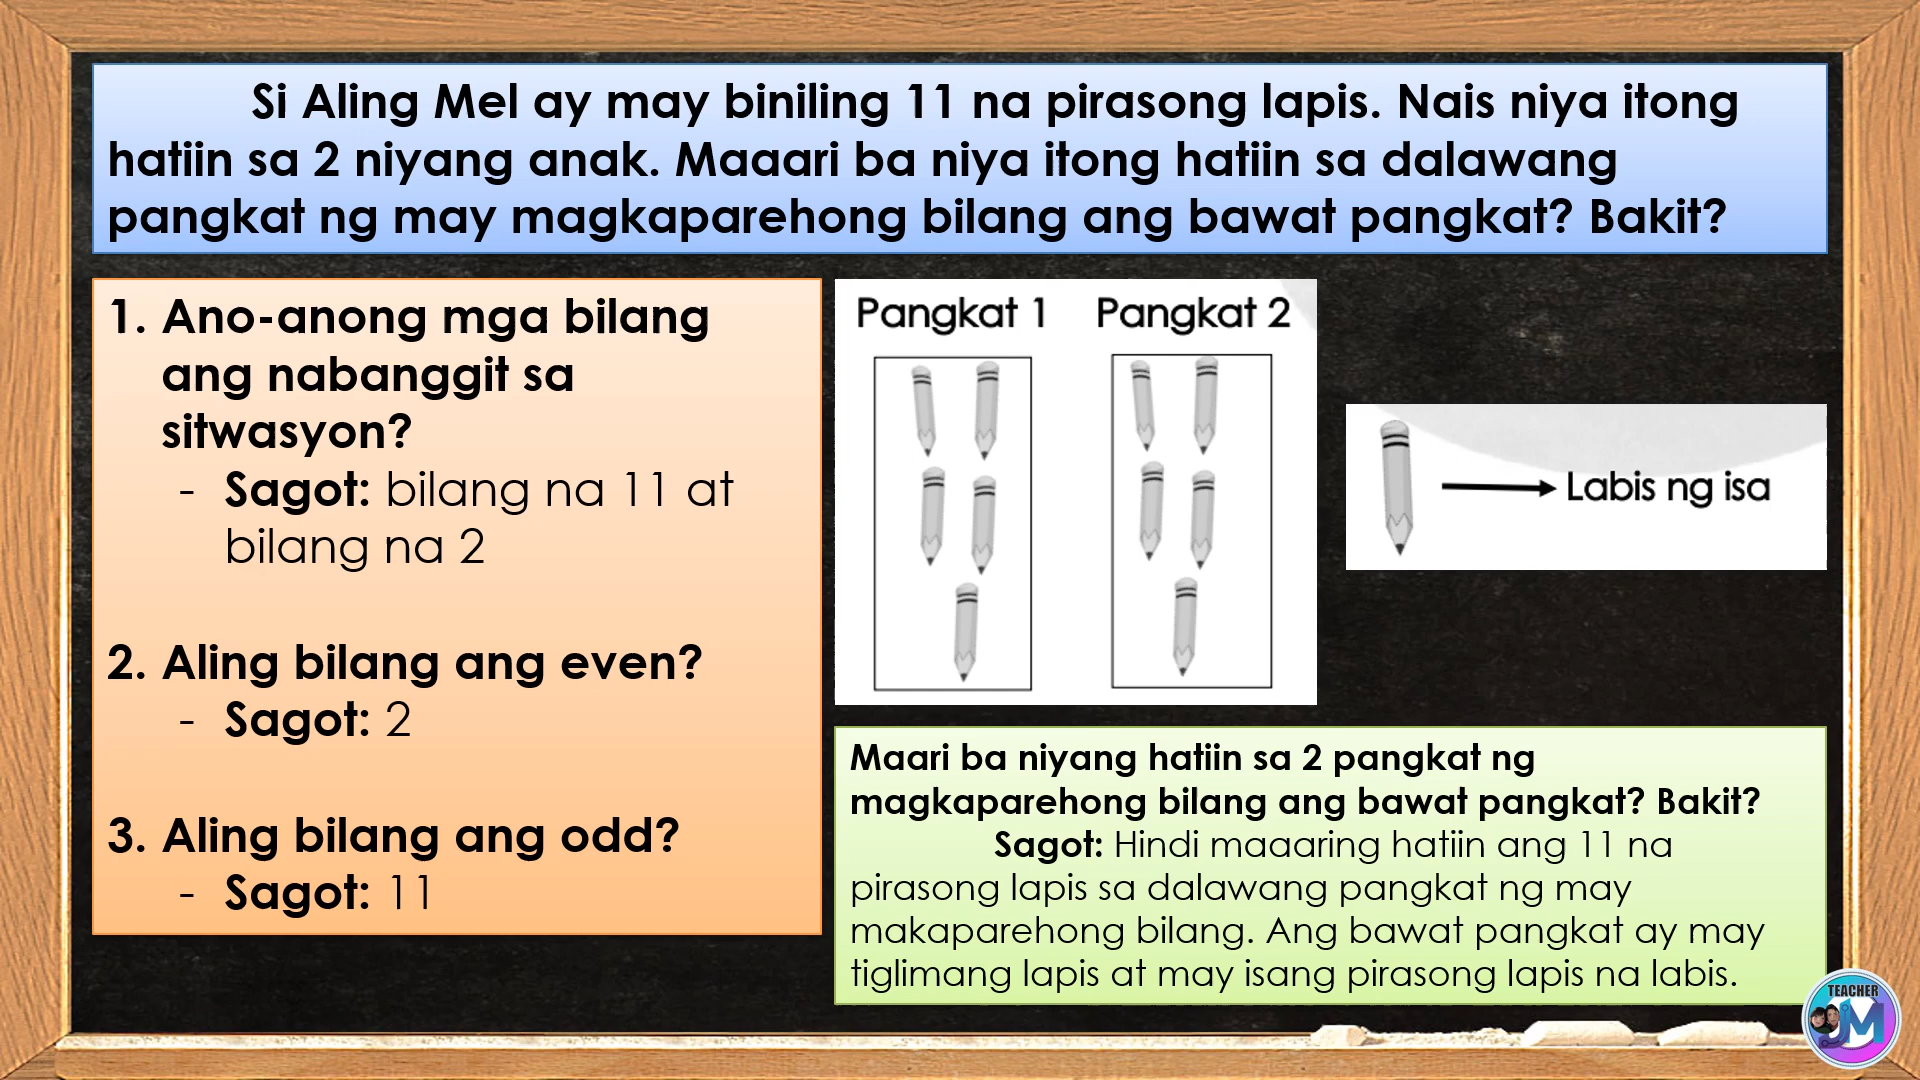 Si Aling Mel ay may biniling 11 na pirasong lapis. Nais niya itong
hatiin sa 2 niyang anak. Maaari ba niya itong hatiin sa dalawang
pangkat ng may magkaparehong bilang ang bawat pangkat? Bakit?
1. Ano-anong mga bilang
ang nabanggit sa
sitwasyon?
- Sagot: bilang na 11 at
bilang na 2
2. Aling bilang ang even?
- Sagot: 2
3. Aling bilang ang odd?
- Sagot: 11
Pangkat 1 Pangkat 2
Labis ng isa
Maari ba niyang hatiin sa 2 pangkat ng
magkaparehong bilang ang bawat pangkat? Bakit?
Sagot: Hindi maaaring hatiin ang 11 na
pirasong lapis sa dalawang pangkat ng may
makaparehong bilang. Ang bawat pangkat ay may
tiglimang lapis at may isang pirasong lapis na labis.
TEACHER
JM